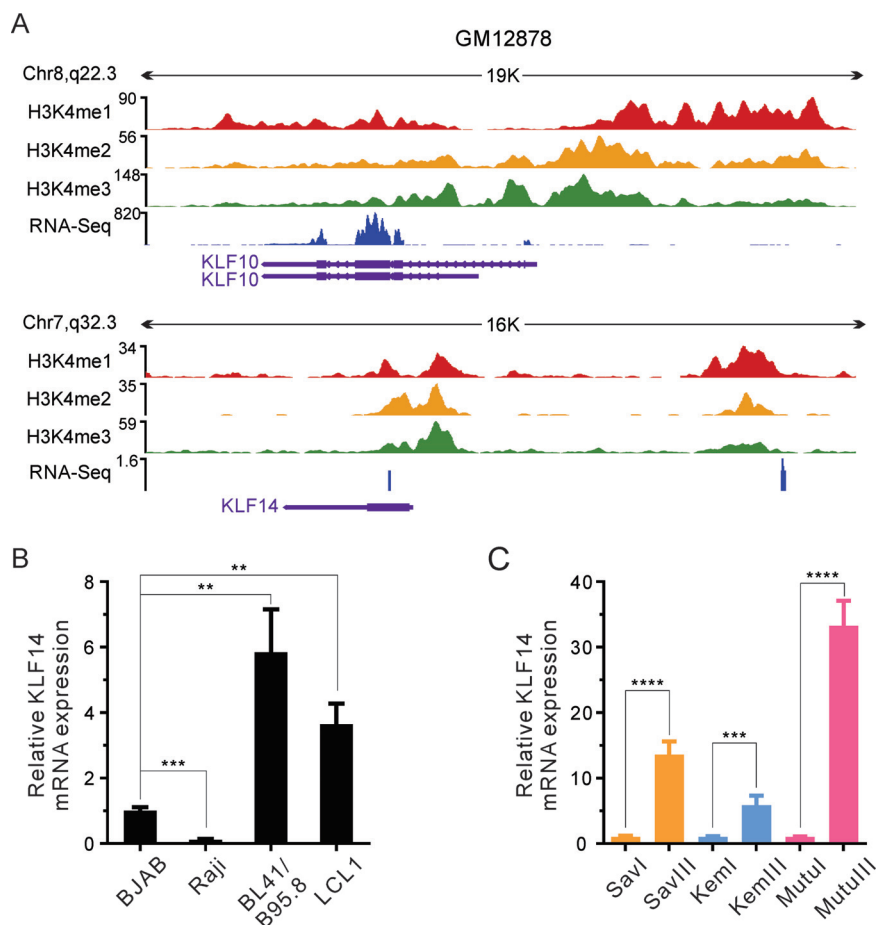 A
GM12878
Chr8,q22.3
19K
H3K4me1
90
H3K4me2
56
H3K4me3
148
RNA-Seq
820
KLF10
KLF10
Chr7,q32.3
16K
H3K4me1
34
H3K4me2
35
H3K4me3
59
RNA-Seq
1.6
KLF14
B
Relative KLF14
mRNA expression
8
6
4
2
0
**
**
***
BJAB
Raji
BL41/
B95.8
LCL1
C
Relative KLF14
mRNA expression
40
30
20
10
0
****
***
****
SavI
SavIII
KemI
KemIII
MutuI
MutuIII